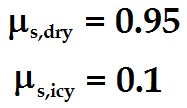 μs,dry = 0.95
μs,icy = 0.1